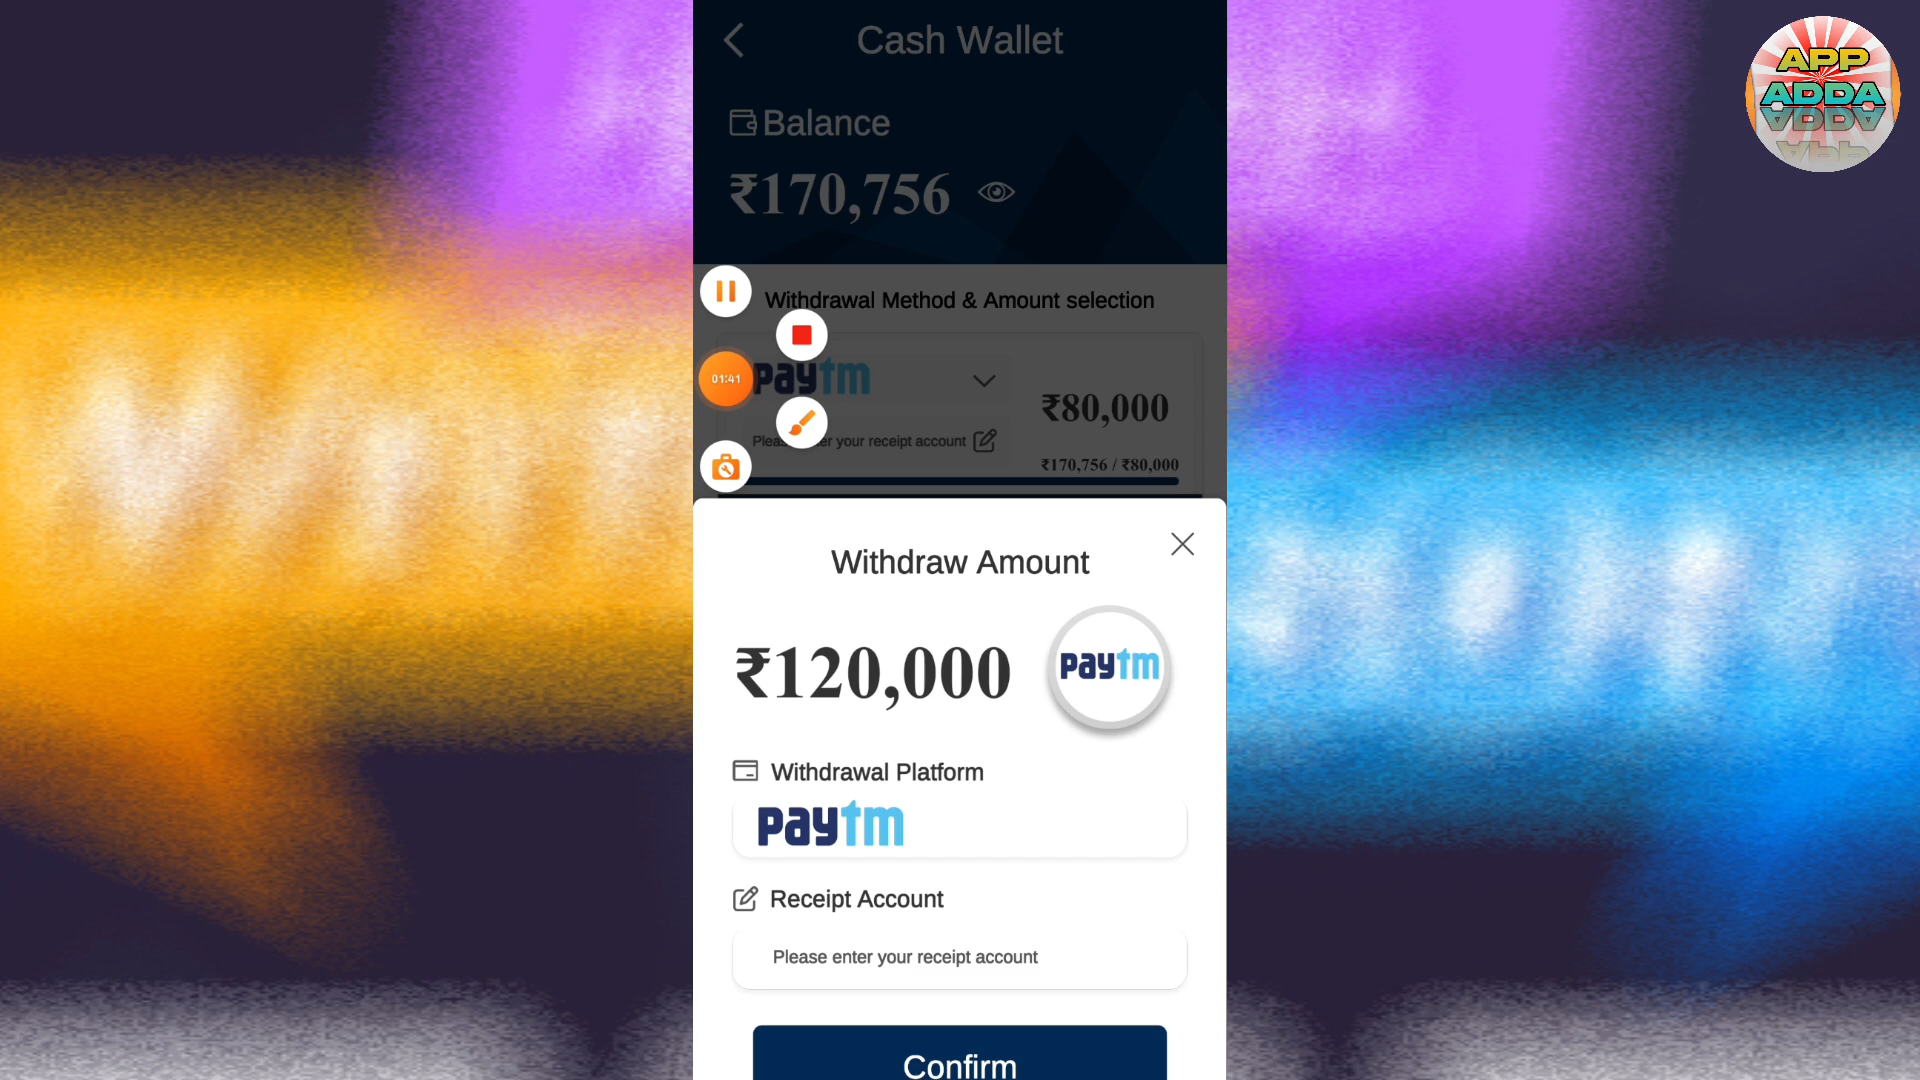 Cash Wallet
APP
ADDA
Balance
₹170,756
Withdrawal Method & Amount selection
01:41
paytm
₹80,000
er your receipt account
₹170,756 / ₹80,000
Withdraw Amount
₹120,000
paytm
Withdrawal Platform
paytm
Receipt Account
Please enter your receipt account
Confirm